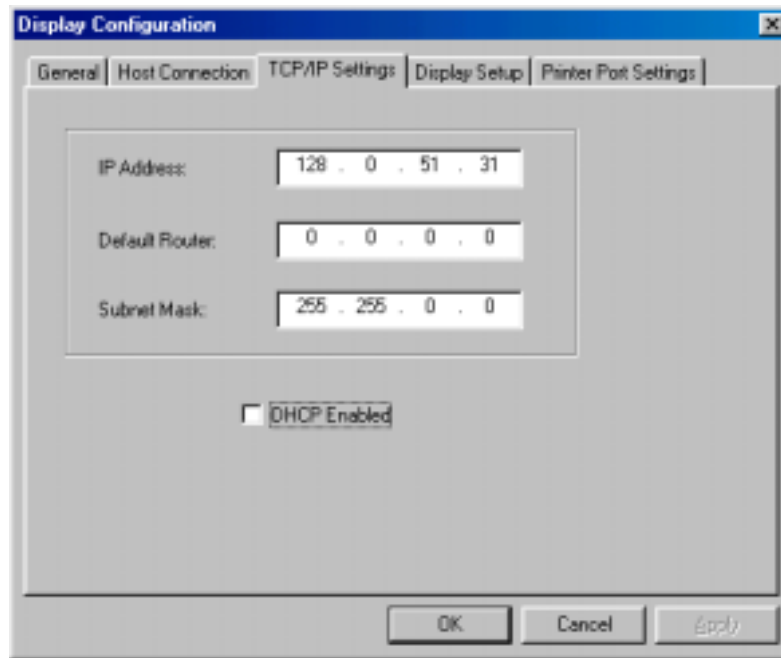 Display Configuration
General Host Connection TCP/IP Settings Display Setup Printer Port Settings
IP Address: 128 . 0 . 51 . 31
Default Router: 0 . 0 . 0 . 0
Subnet Mask: 255 . 255 . 0 . 0
DHCP Enabled
OK Cancel Apply